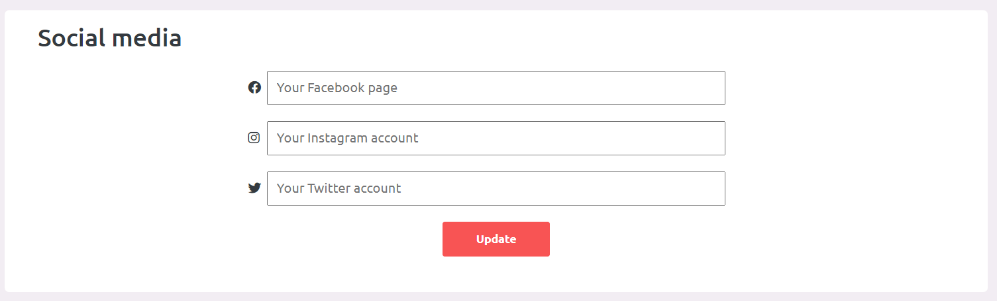 Social media
Your Facebook page
Your Instagram account
Your Twitter account
Update